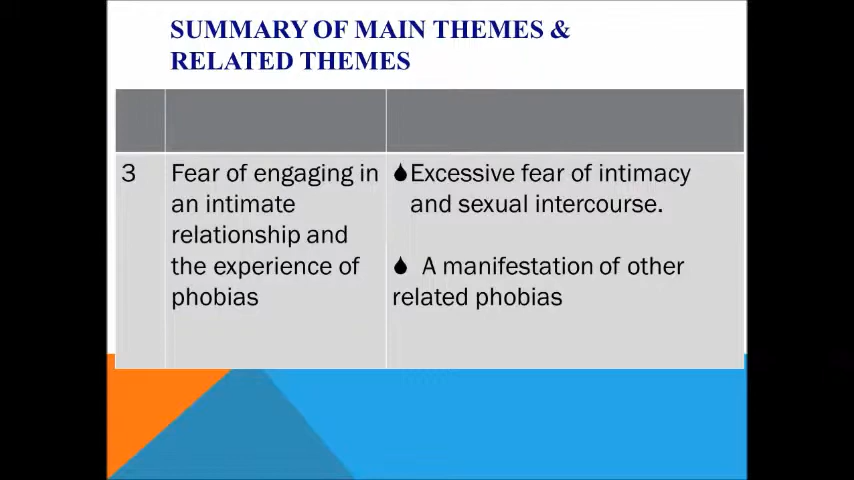 SUMMARY OF MAIN THEMES &
RELATED THEMES
3
Fear of engaging in
an intimate
relationship and
the experience of
phobias
Excessive fear of intimacy
and sexual intercourse.
A manifestation of other
related phobias